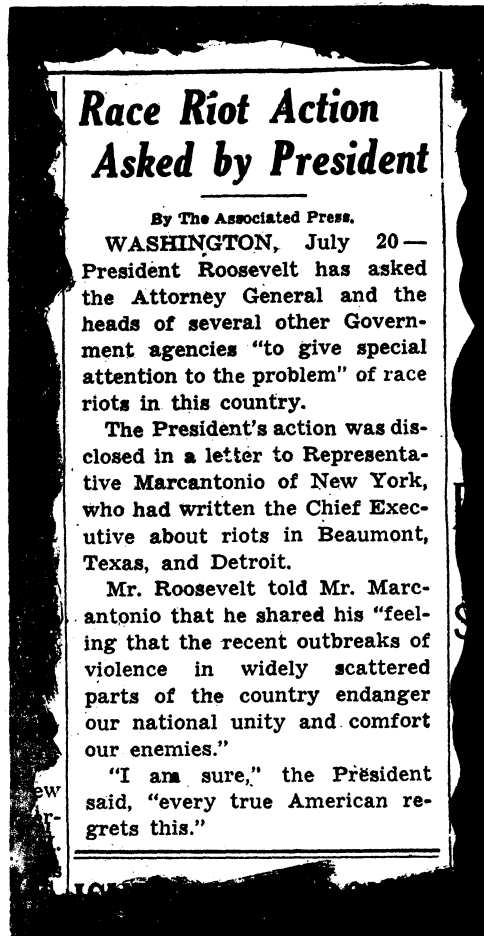 Race Riot Action
Asked by President
By The Associated Press.
WASHINGTON, July 20—
President Roosevelt has asked
the Attorney General and the
heads of several other Govern-
ment agencies "to give special
attention to the problem" of race
riots in this country.
The President's action was dis-
closed in a letter to Representa-
tive Marcantonio of New York,
who had written the Chief Exec-
utive about riots in Beaumont,
Texas, and Detroit.
Mr. Roosevelt told Mr. Marc-
antonio that he shared his "feel-
ing that the recent outbreaks of
violence in widely scattered
parts of the country endanger
our national unity and comfort
our enemies."
"I am sure," the President
said, "every true American re-
grets this."